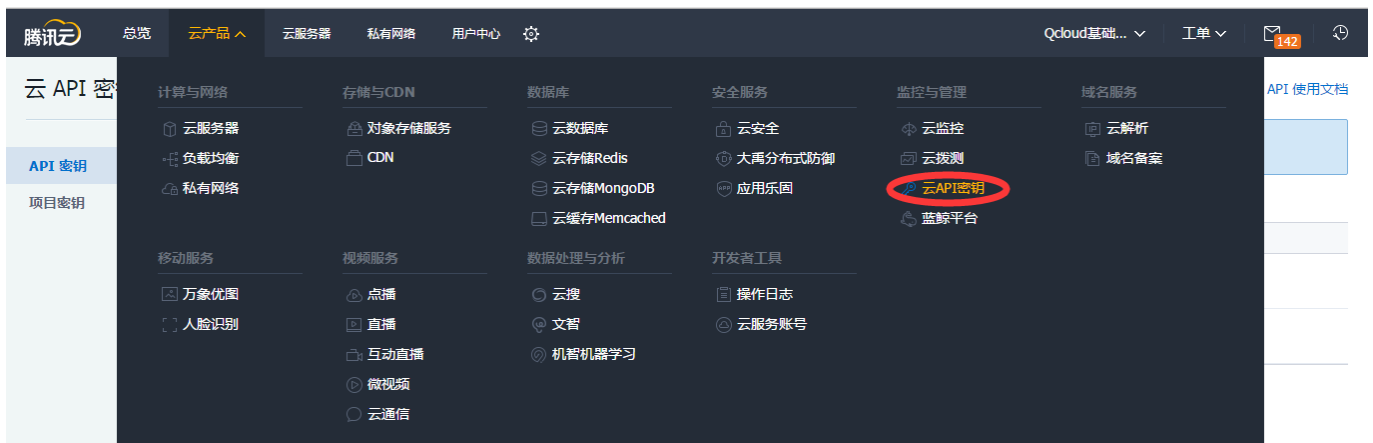 腾讯云 总览 云产品 云服务器 私有网络 用户中心 Qcloud基础... 工单 142
云 API 密 API 使用文档
API 密钥
项目密钥
计算与网络
云服务器
负载均衡
私有网络
存储与CDN
对象存储服务
CDN
数据库
云数据库
云存储Redis
云存储MongoDB
云缓存Memcached
安全服务
云安全
大禹分布式防御
应用乐固
监控与管理
云监控
云拨测
云API密钥
蓝鲸平台
域名服务
云解析
域名备案
移动服务
万象优图
人脸识别
视频服务
点播
直播
互动直播
微视频
云通信
数据处理与分析
云搜
文智
机智机器学习
开发者工具
操作日志
云服务账号